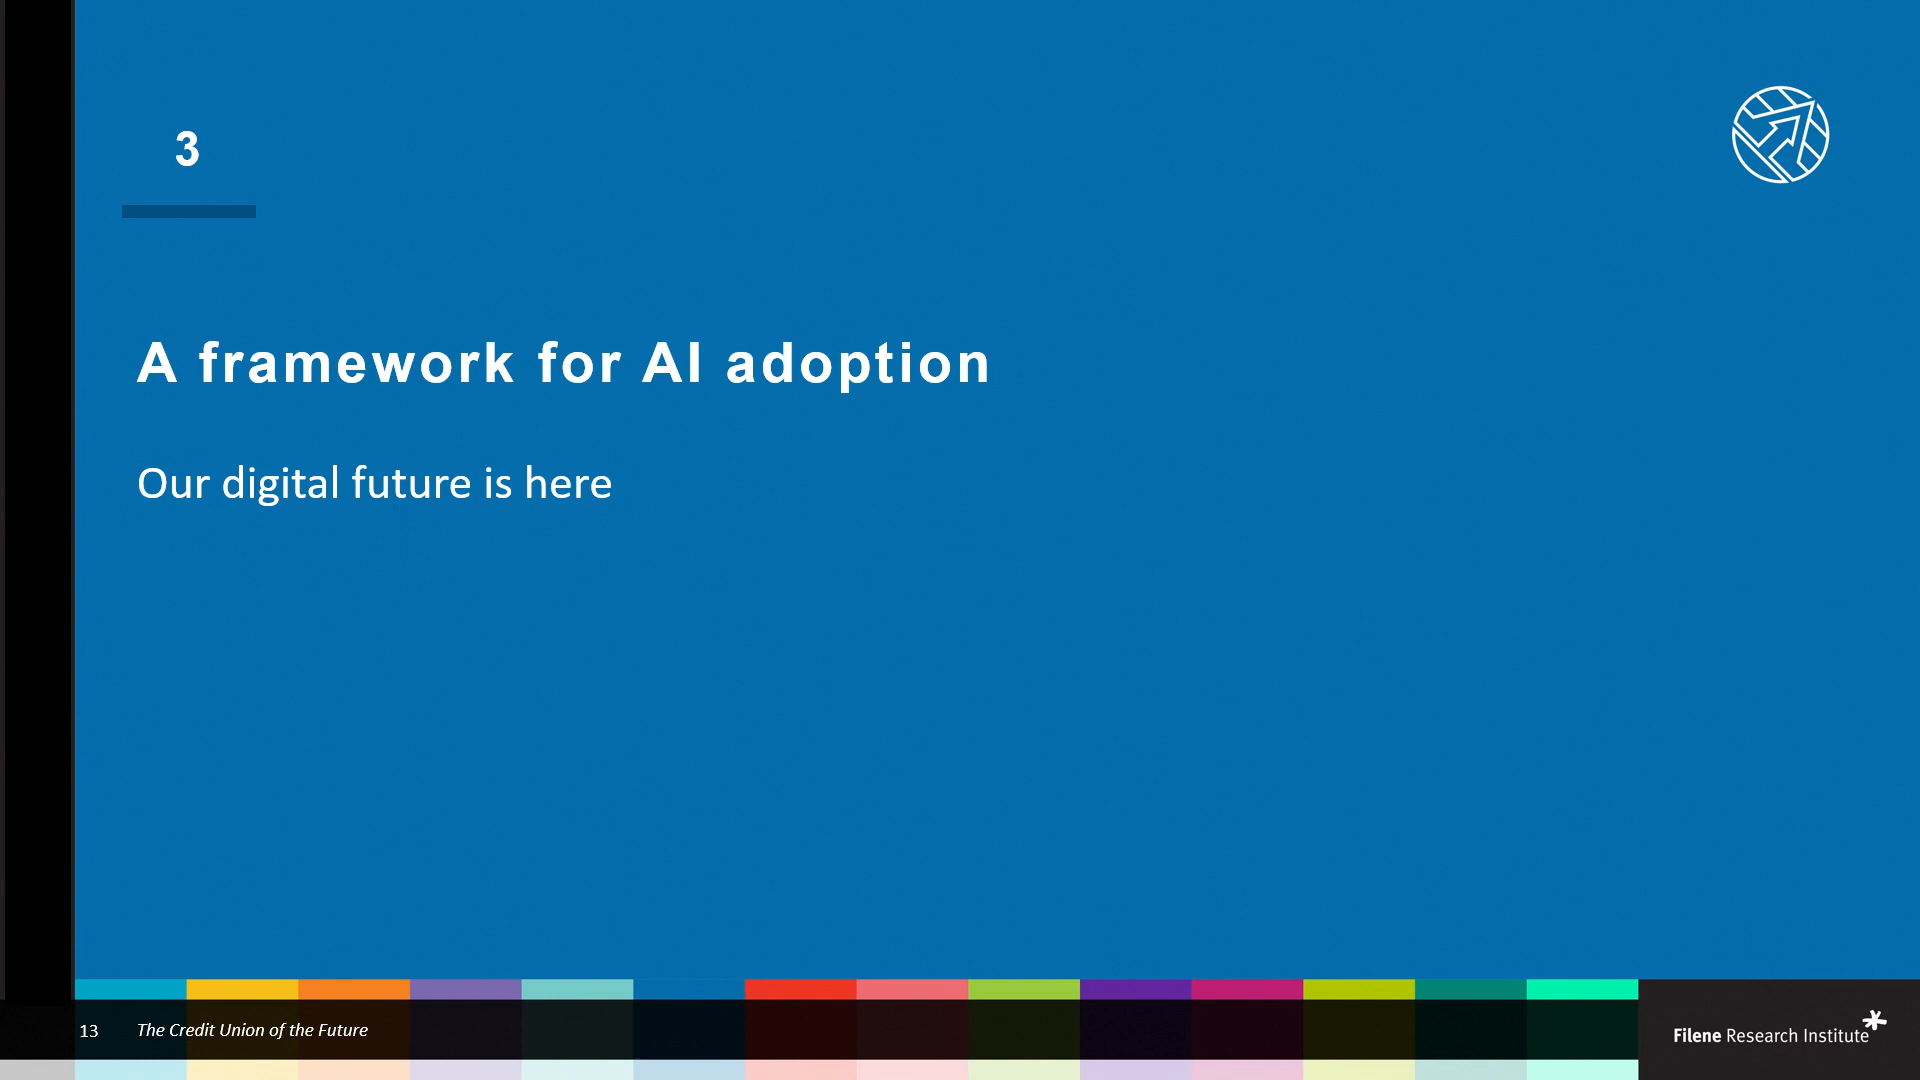 3
A framework for AI adoption
Our digital future is here
13
The Credit Union of the Future
Filene Research Institute